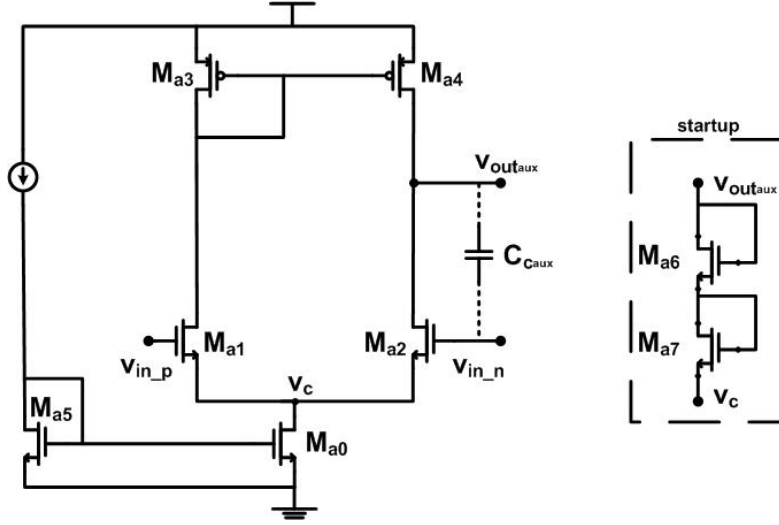 Ma3
Ma4
startup
voutaux
voutaux
Ccaux
Ma6
Ma1
Ma2
Ma7
vin_p
vin_n
vc
vc
Ma5
Ma0